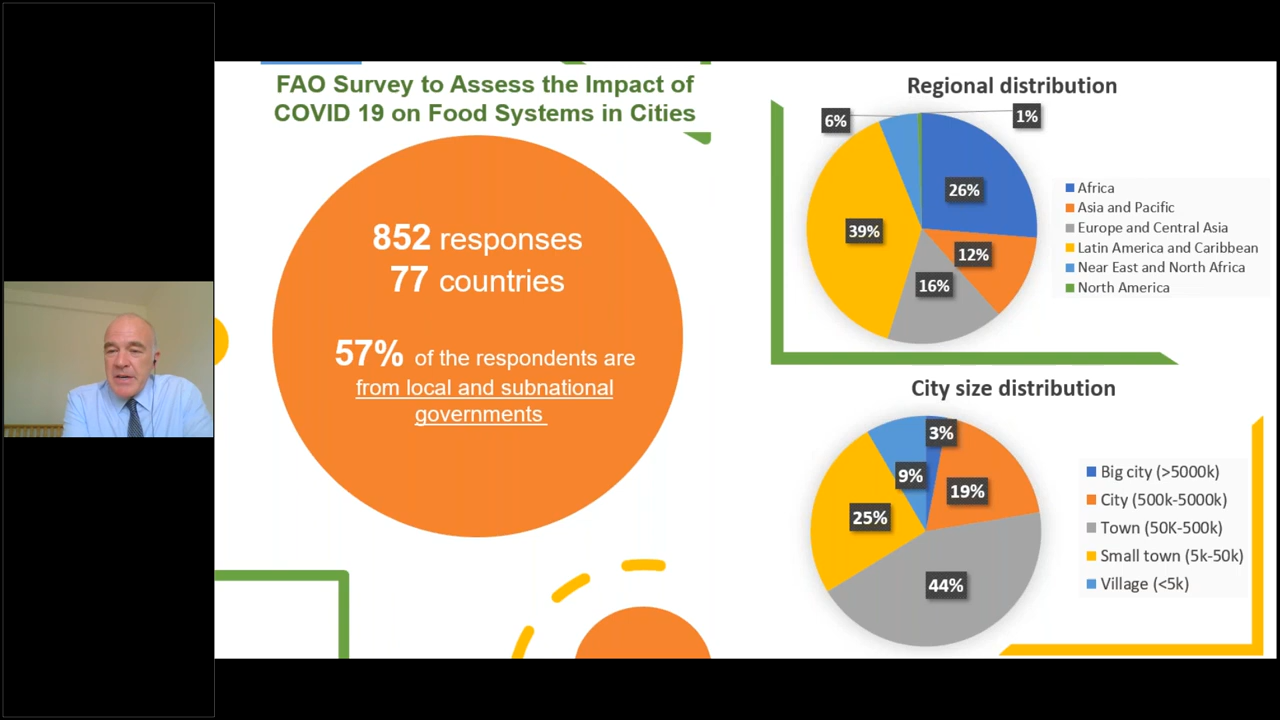 FAO Survey to Assess the Impact of
COVID 19 on Food Systems in Cities
852 responses
77 countries
57% of the respondents are
from local and subnational
governments
Regional distribution
6%
1%
26%
39%
12%
16%
Africa
Asia and Pacific
Europe and Central Asia
Latin America and Caribbean
Near East and North Africa
North America
City size distribution
3%
9%
19%
25%
44%
Big city (>5000k)
City (500k-5000k)
Town (50K-500k)
Small town (5k-50k)
Village (<5k)